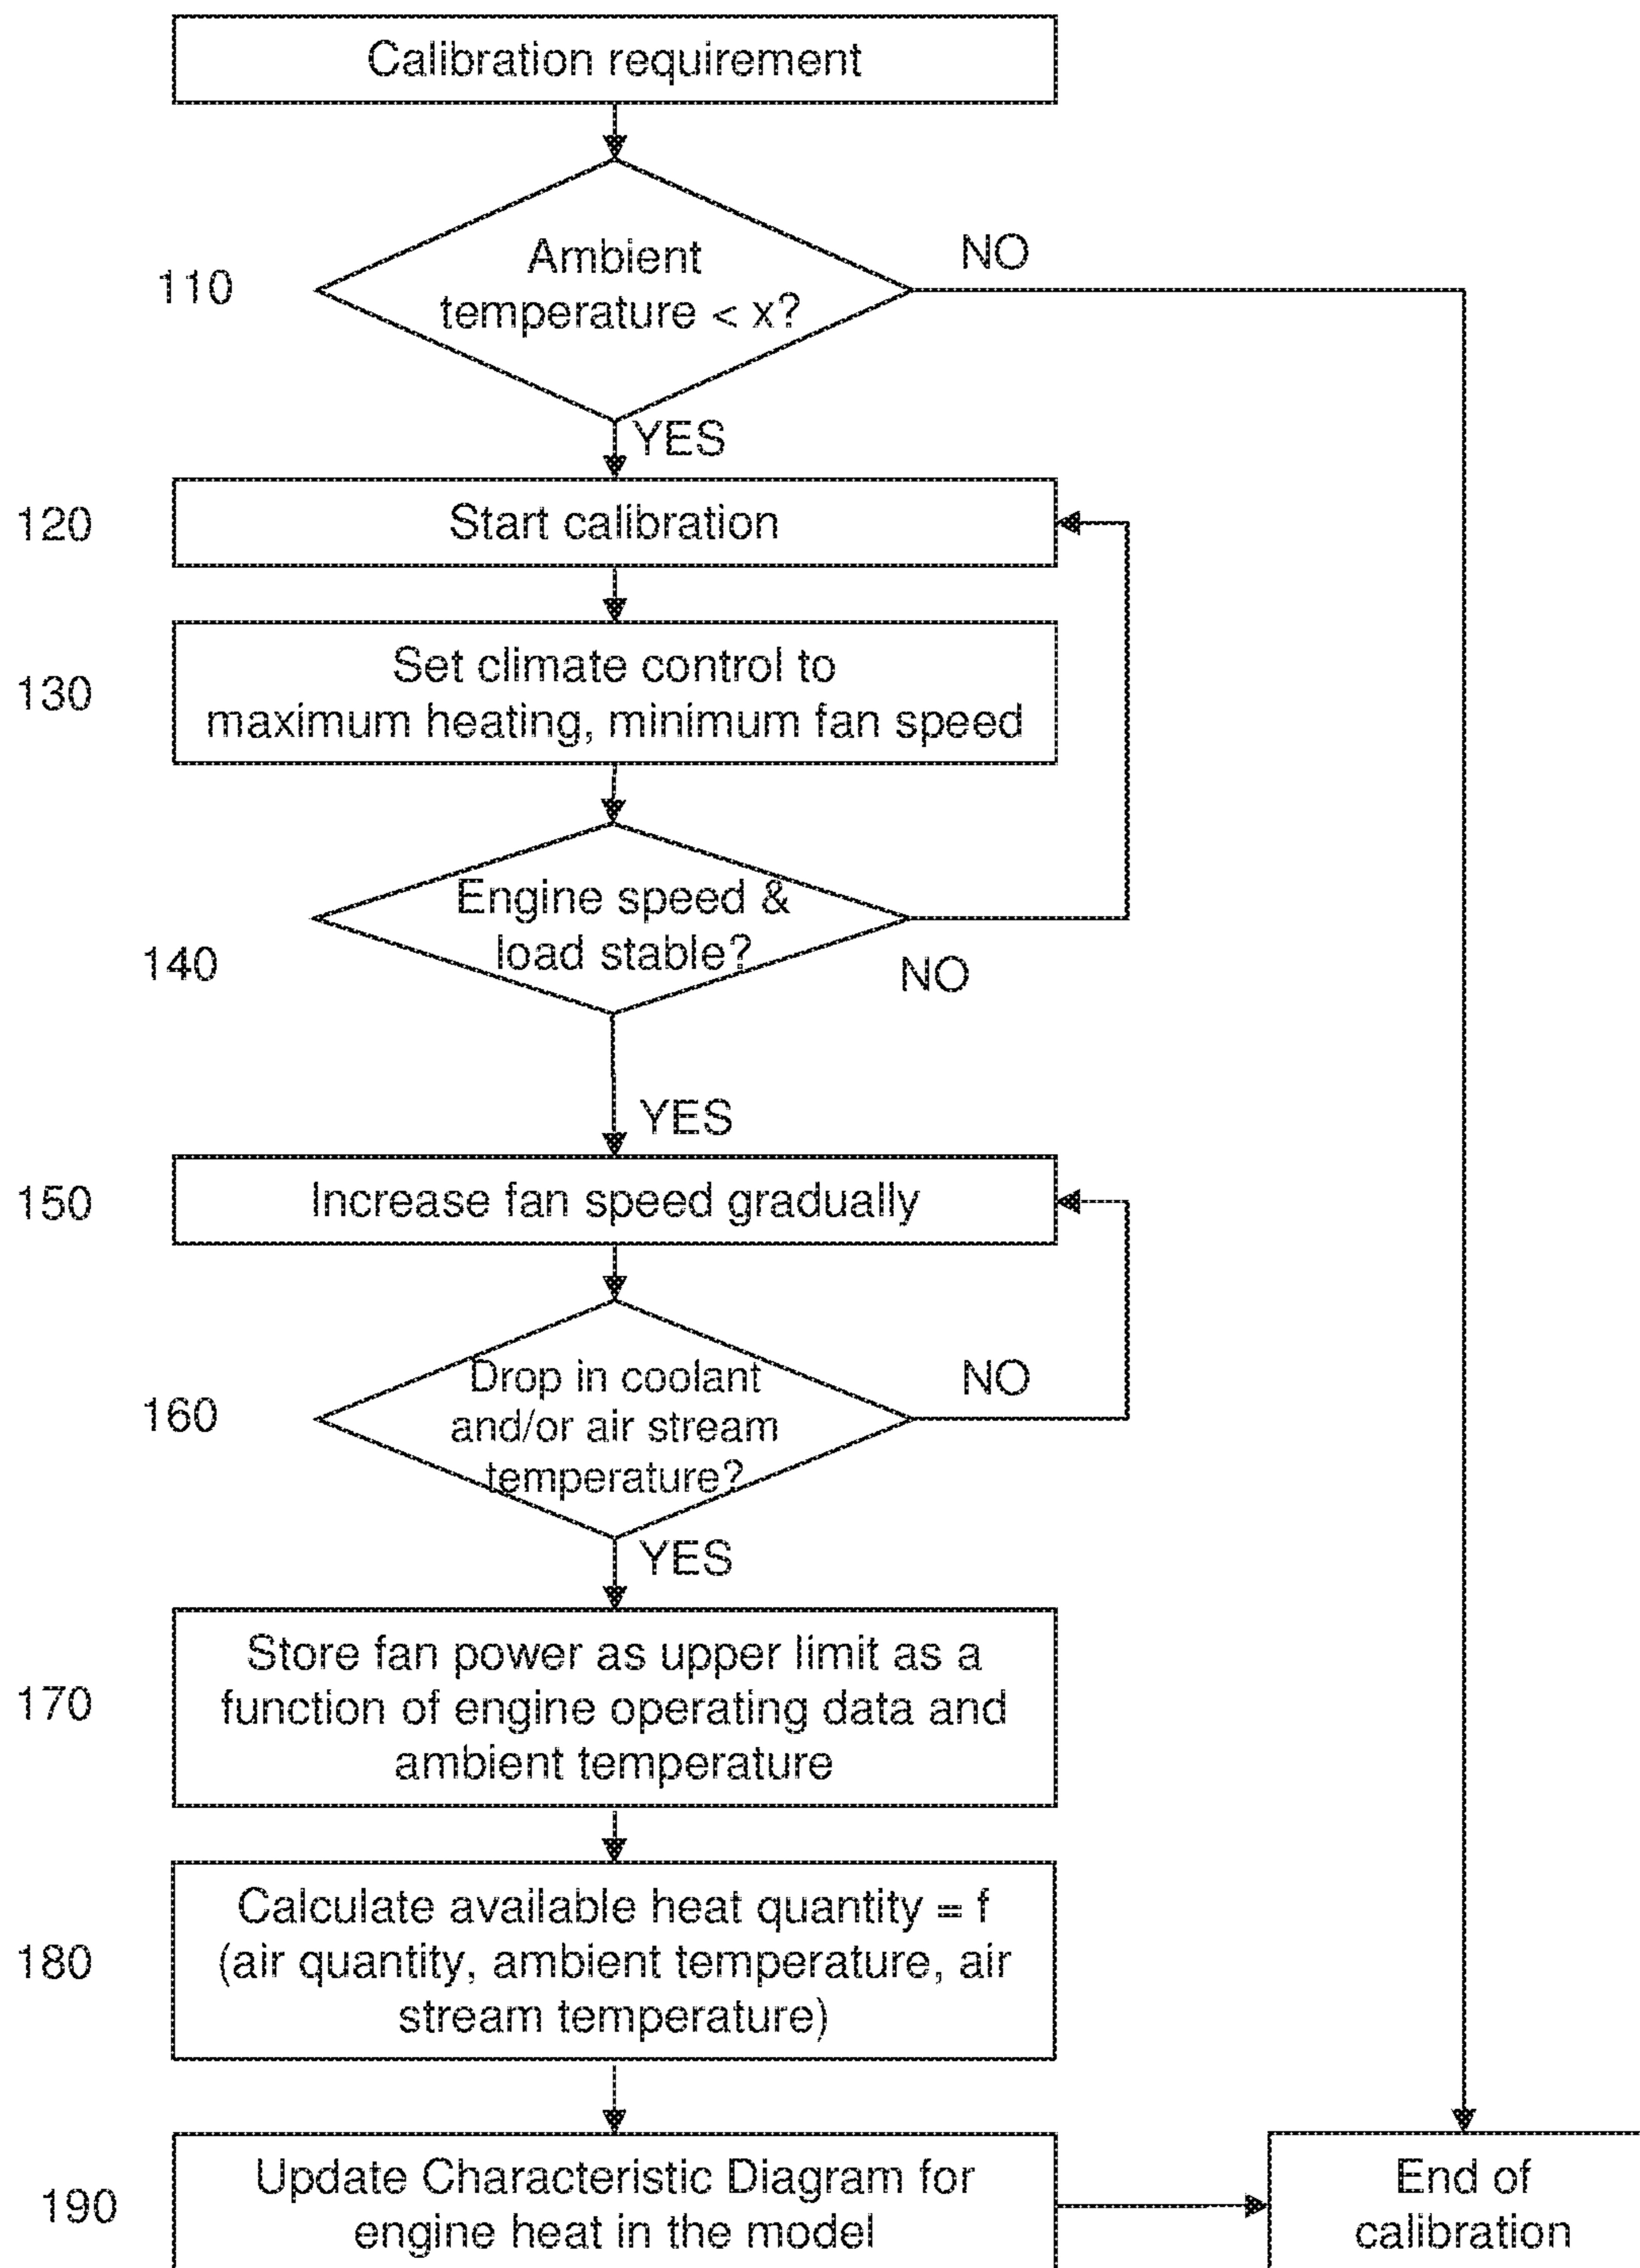 Calibration requirement
110
Ambient
temperature < x?
NO
YES
120
Start calibration
130
Set climate control to
maximum heating, minimum fan speed
140
Engine speed &
load stable?
NO
YES
150
Increase fan speed gradually
160
Drop in coolant
and/or air stream
temperature?
NO
YES
170
Store fan power as upper limit as a
function of engine operating data and
ambient temperature
180
Calculate available heat quantity = f
(air quantity, ambient temperature, air
stream temperature)
190
Update Characteristic Diagram for
engine heat in the model
End of
calibration